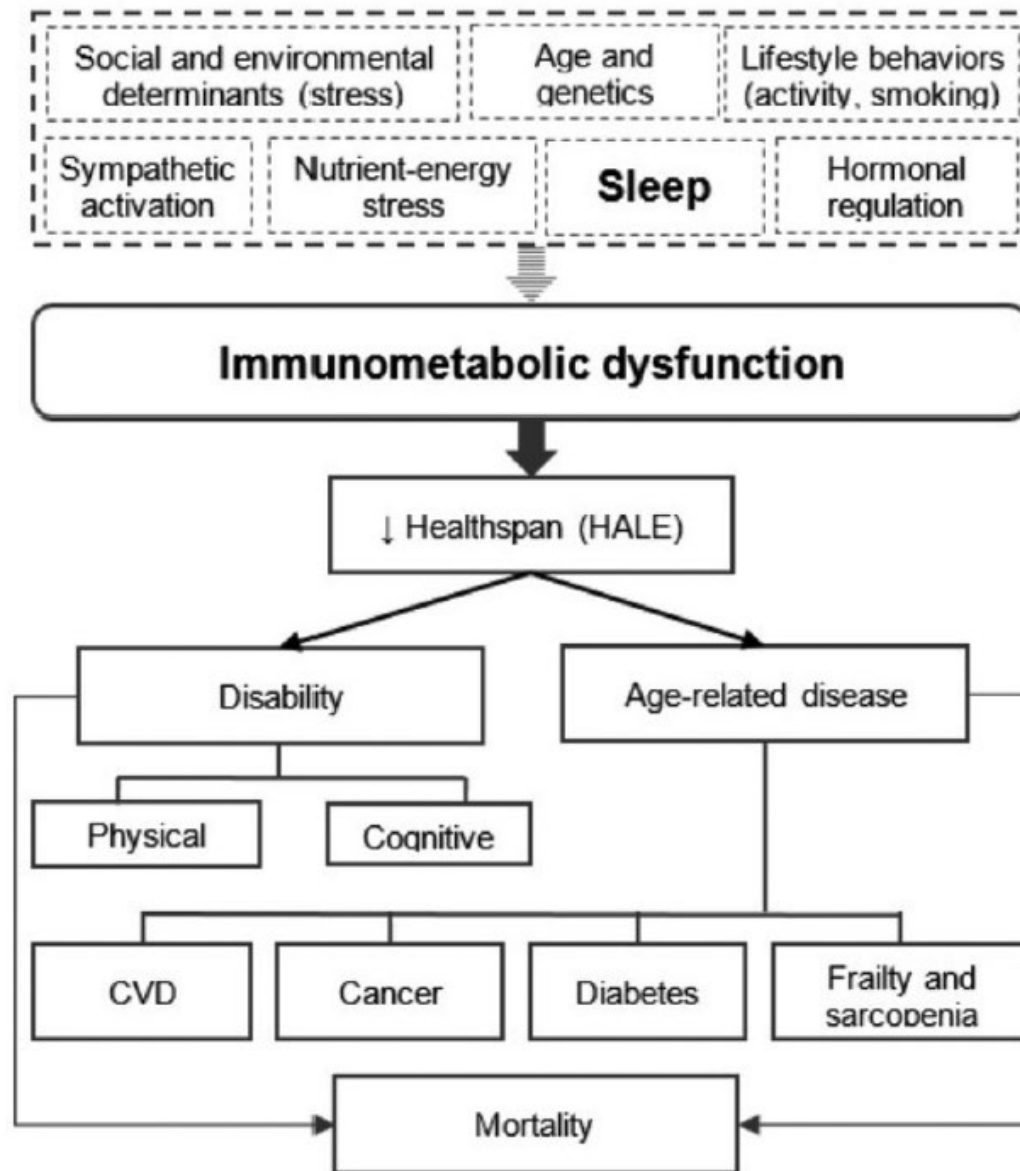 Social and environmental
determinants (stress)
Age and
genetics
Lifestyle behaviors
(activity, smoking)
Sympathetic
activation
Nutrient-energy
stress
Sleep
Hormonal
regulation
Immunometabolic dysfunction
↓ Healthspan (HALE)
Disability
Age-related disease
Physical
Cognitive
CVD
Cancer
Diabetes
Frailty and
sarcopenia
Mortality